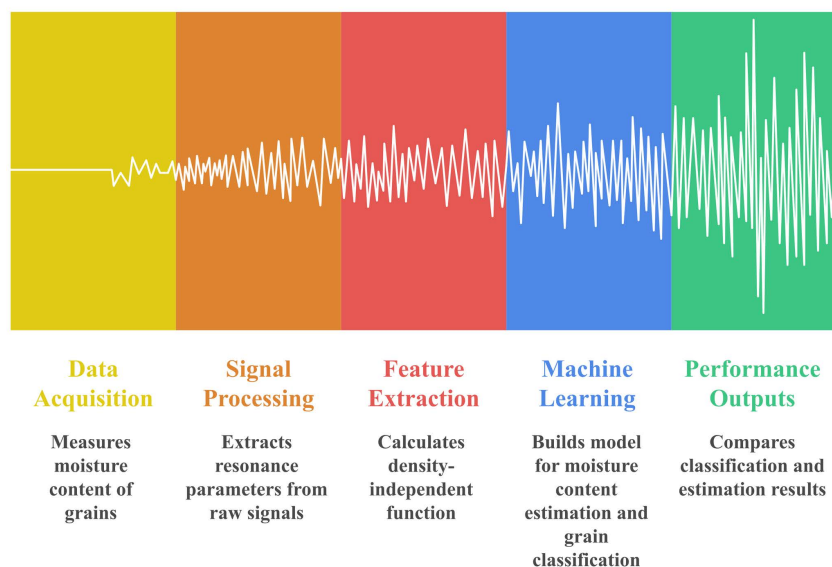 Data
Acquisition
Measures
moisture
content of
grains
Signal
Processing
Extracts
resonance
parameters from
raw signals
Feature
Extraction
Calculates
density-
independent
function
Machine
Learning
Builds model
for moisture
content
estimation and
grain
classification
Performance
Outputs
Compares
classification and
estimation results